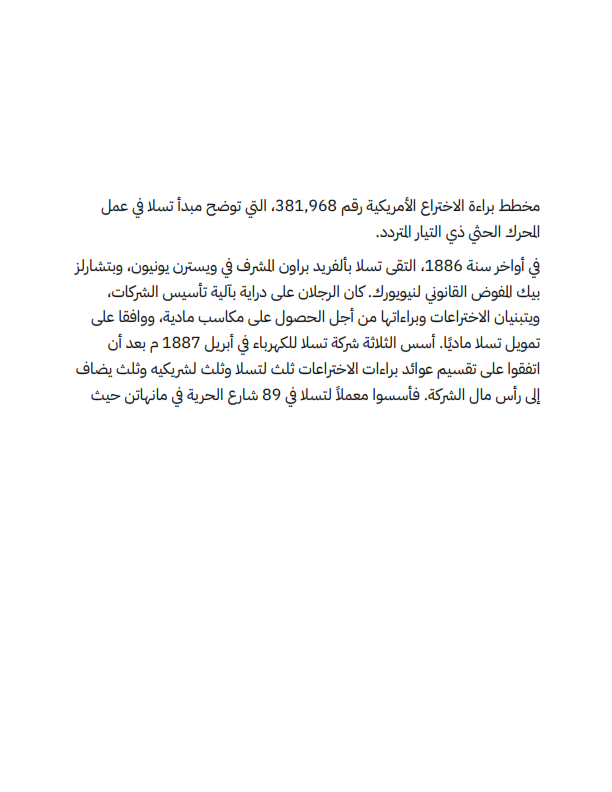 مخطط براءة الاختراع الأمريكية رقم 381,968، التي توضح مبدأ تسلا في عمل
المحرك الحثي ذي التيار المتردد.
في أواخر سنة 1886، التقى تسلا بألفريد براون المشرف في ويسترن يونيون، وبتشارلز
بيك المفوض القانوني لنيويورك. كان الرجلان على دراية بآلية تأسيس الشركات،
ويتبنيان الاختراعات وبراءاتها من أجل الحصول على مكاسب مادية، ووافقا على
تمويل تسلا ماديًا. أسس الثلاثة شركة تسلا للكهرباء في أبريل 1887 م بعد أن
اتفقوا على تقسيم عوائد براءات الاختراعات ثلث لتسلا وثلث لشريكيه وثلث يضاف
إلى رأس مال الشركة. فأسسوا معملاً لتسلا في 89 شارع الحرية في مانهاتن حيث